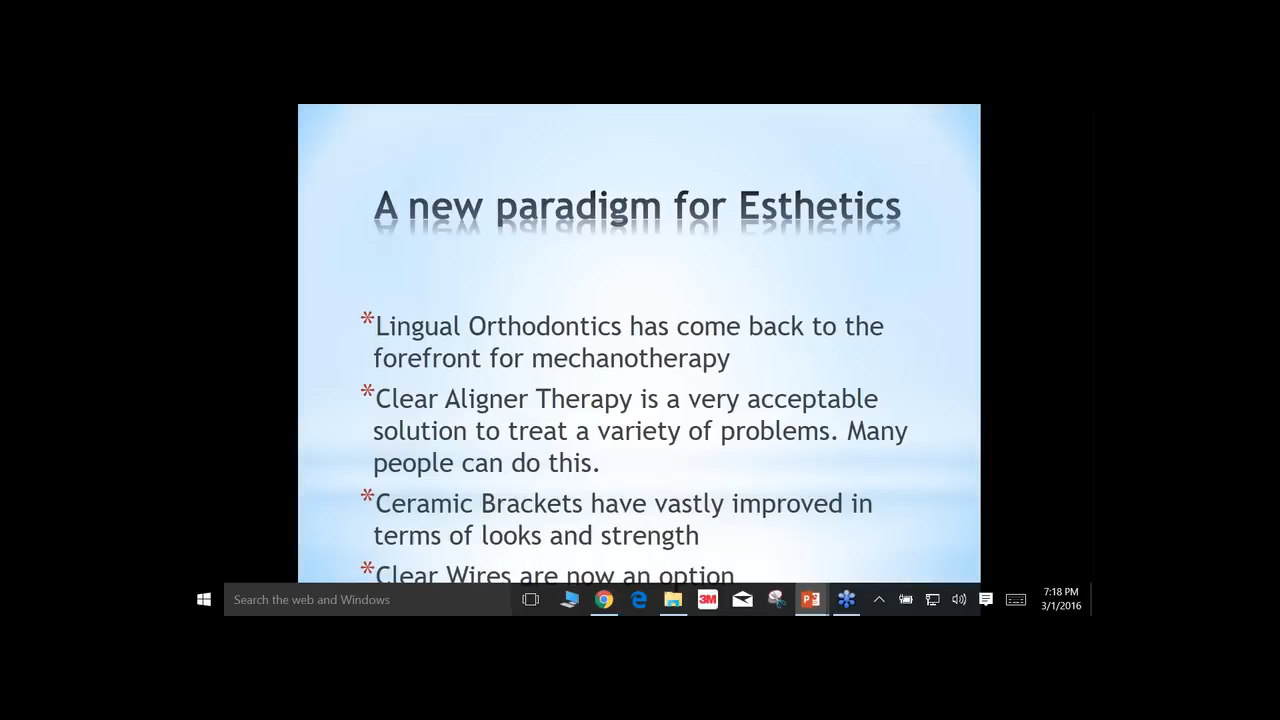 A new paradigm for Esthetics
*Lingual Orthodontics has come back to the
forefront for mechanotherapy
*Clear Aligner Therapy is a very acceptable
solution to treat a variety of problems. Many
people can do this.
*Ceramic Brackets have vastly improved in
terms of looks and strength
*Clear Wires are now an option
Search the web and Windows
3M
7:18 PM
3/1/2016